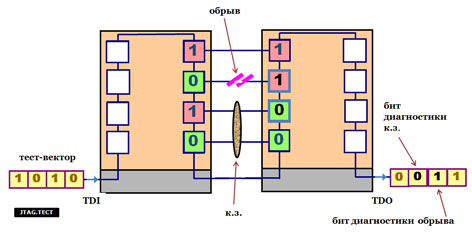 обрыв
1
1
0
1
1
0
0
0
бит
диагностики
к.з.
тест-вектор
1 0 1 0
0 0 1 1
TDI
TDO
к.з.
бит диагностики обрыва
JTAG.ТЕСТ